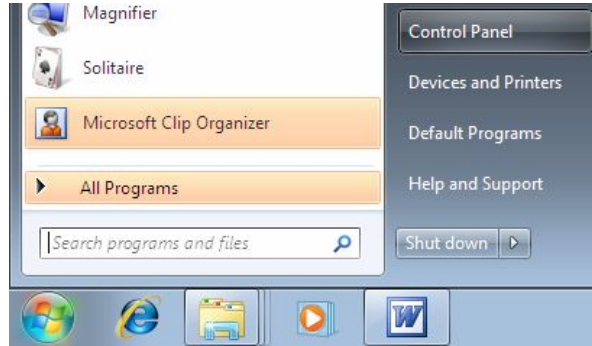 Magnifier
Solitaire
Microsoft Clip Organizer
All Programs
Search programs and files
Control Panel
Devices and Printers
Default Programs
Help and Support
Shut down
W